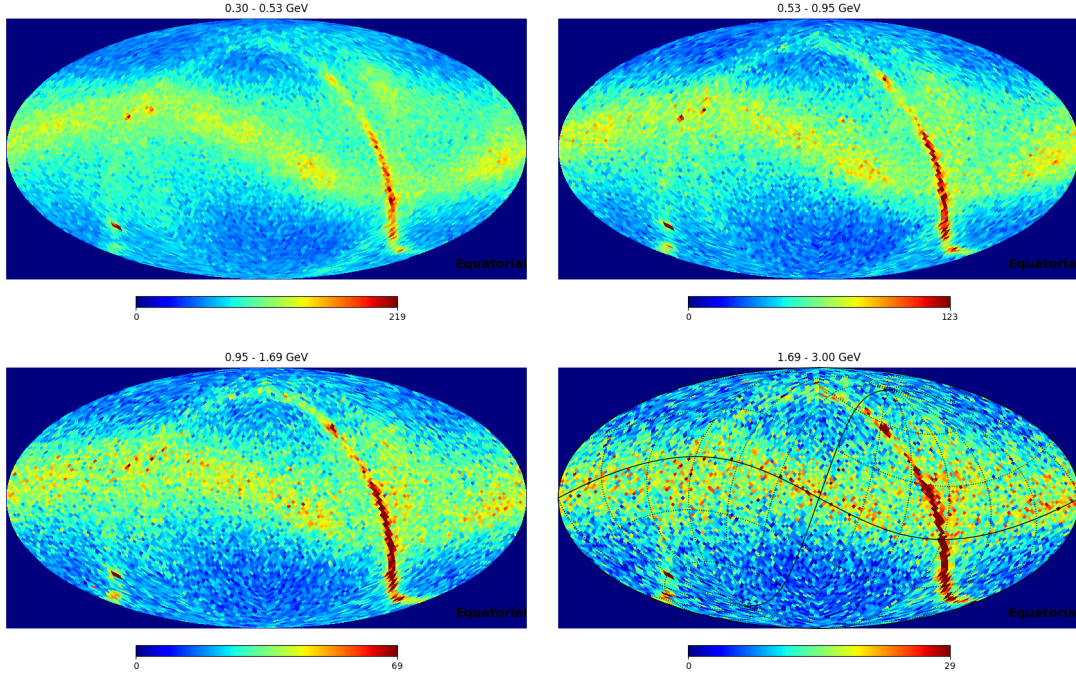 0.30 - 0.53 GeV
0.53 - 0.95 GeV
Equatorial
Equatorial
0
219
0
123
0.95 - 1.69 GeV
1.69 - 3.00 GeV
Equatorial
Equatorial
0
69
0
29